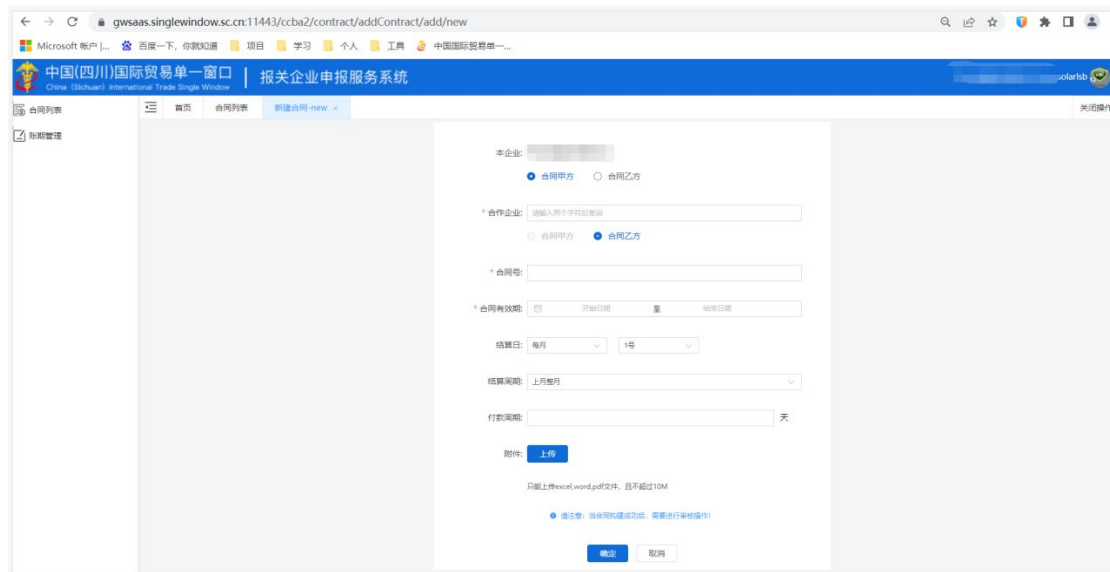 gwsaas.singlewindow.sc.cn:11443/ccba2/contract/addContract/add/new
Microsoft 帐户 |... 百度一下，你就知道 项目 学习 个人 工具 中国国际贸易单一...
中国(四川)国际贸易单一窗口 | 报关企业申报服务系统
China (Sichuan) International Trade Single Window
solarlsb
合同列表 首页 合同列表 新建合同-new × 关闭操作
账期管理
本企业:
合同甲方 合同乙方
* 合作企业: 请输入两个字符后查询
合同甲方 合同乙方
* 合同号:
* 合同有效期: 开始日期 至 结束日期
结算日: 每月 1号
结算周期: 上月整月
付款周期: 天
附件: 上传
只能上传excel,word,pdf文件，且不超过10M
请注意：当合同构建成功后，需要进行审核操作！
确定 取消